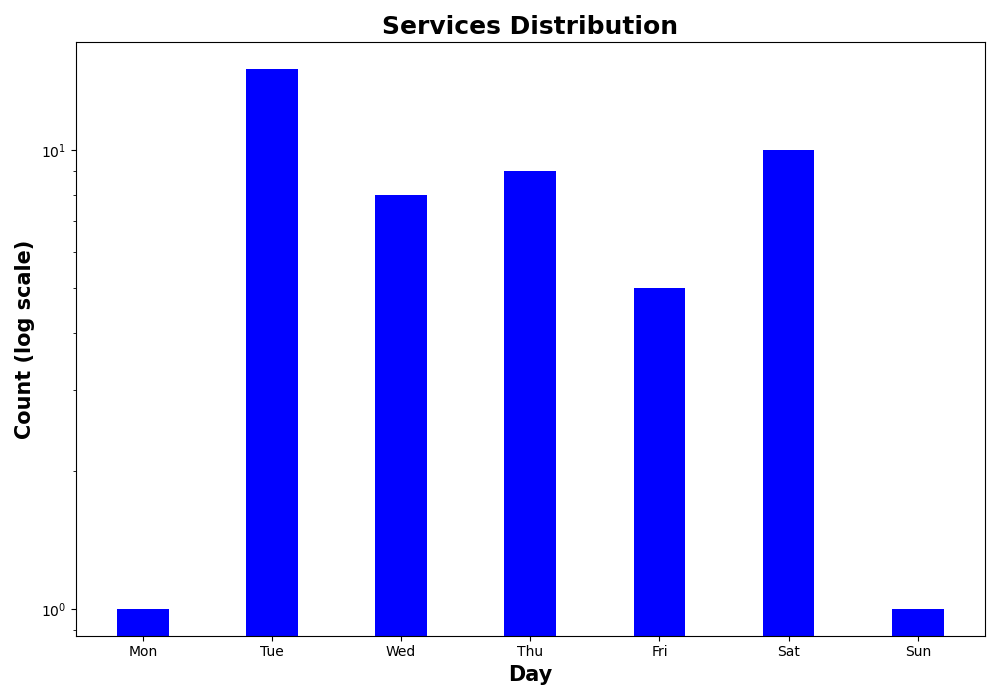 Services Distribution
Count (log scale)
10¹
10⁰
Mon Tue Wed Thu Fri Sat Sun
Day